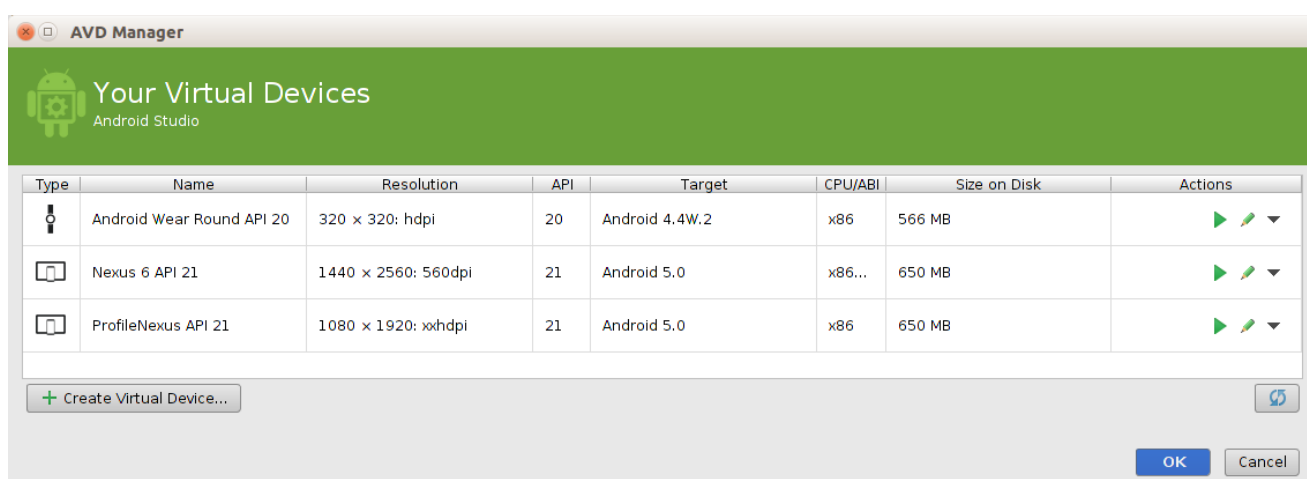 AVD Manager
Your Virtual Devices
Android Studio
Type Name Resolution API Target CPU/ABI Size on Disk Actions
Android Wear Round API 20 320 × 320: hdpi 20 Android 4.4W.2 x86 566 MB
Nexus 6 API 21 1440 × 2560: 560dpi 21 Android 5.0 x86... 650 MB
ProfileNexus API 21 1080 × 1920: xxhdpi 21 Android 5.0 x86 650 MB
Create Virtual Device...
OK Cancel